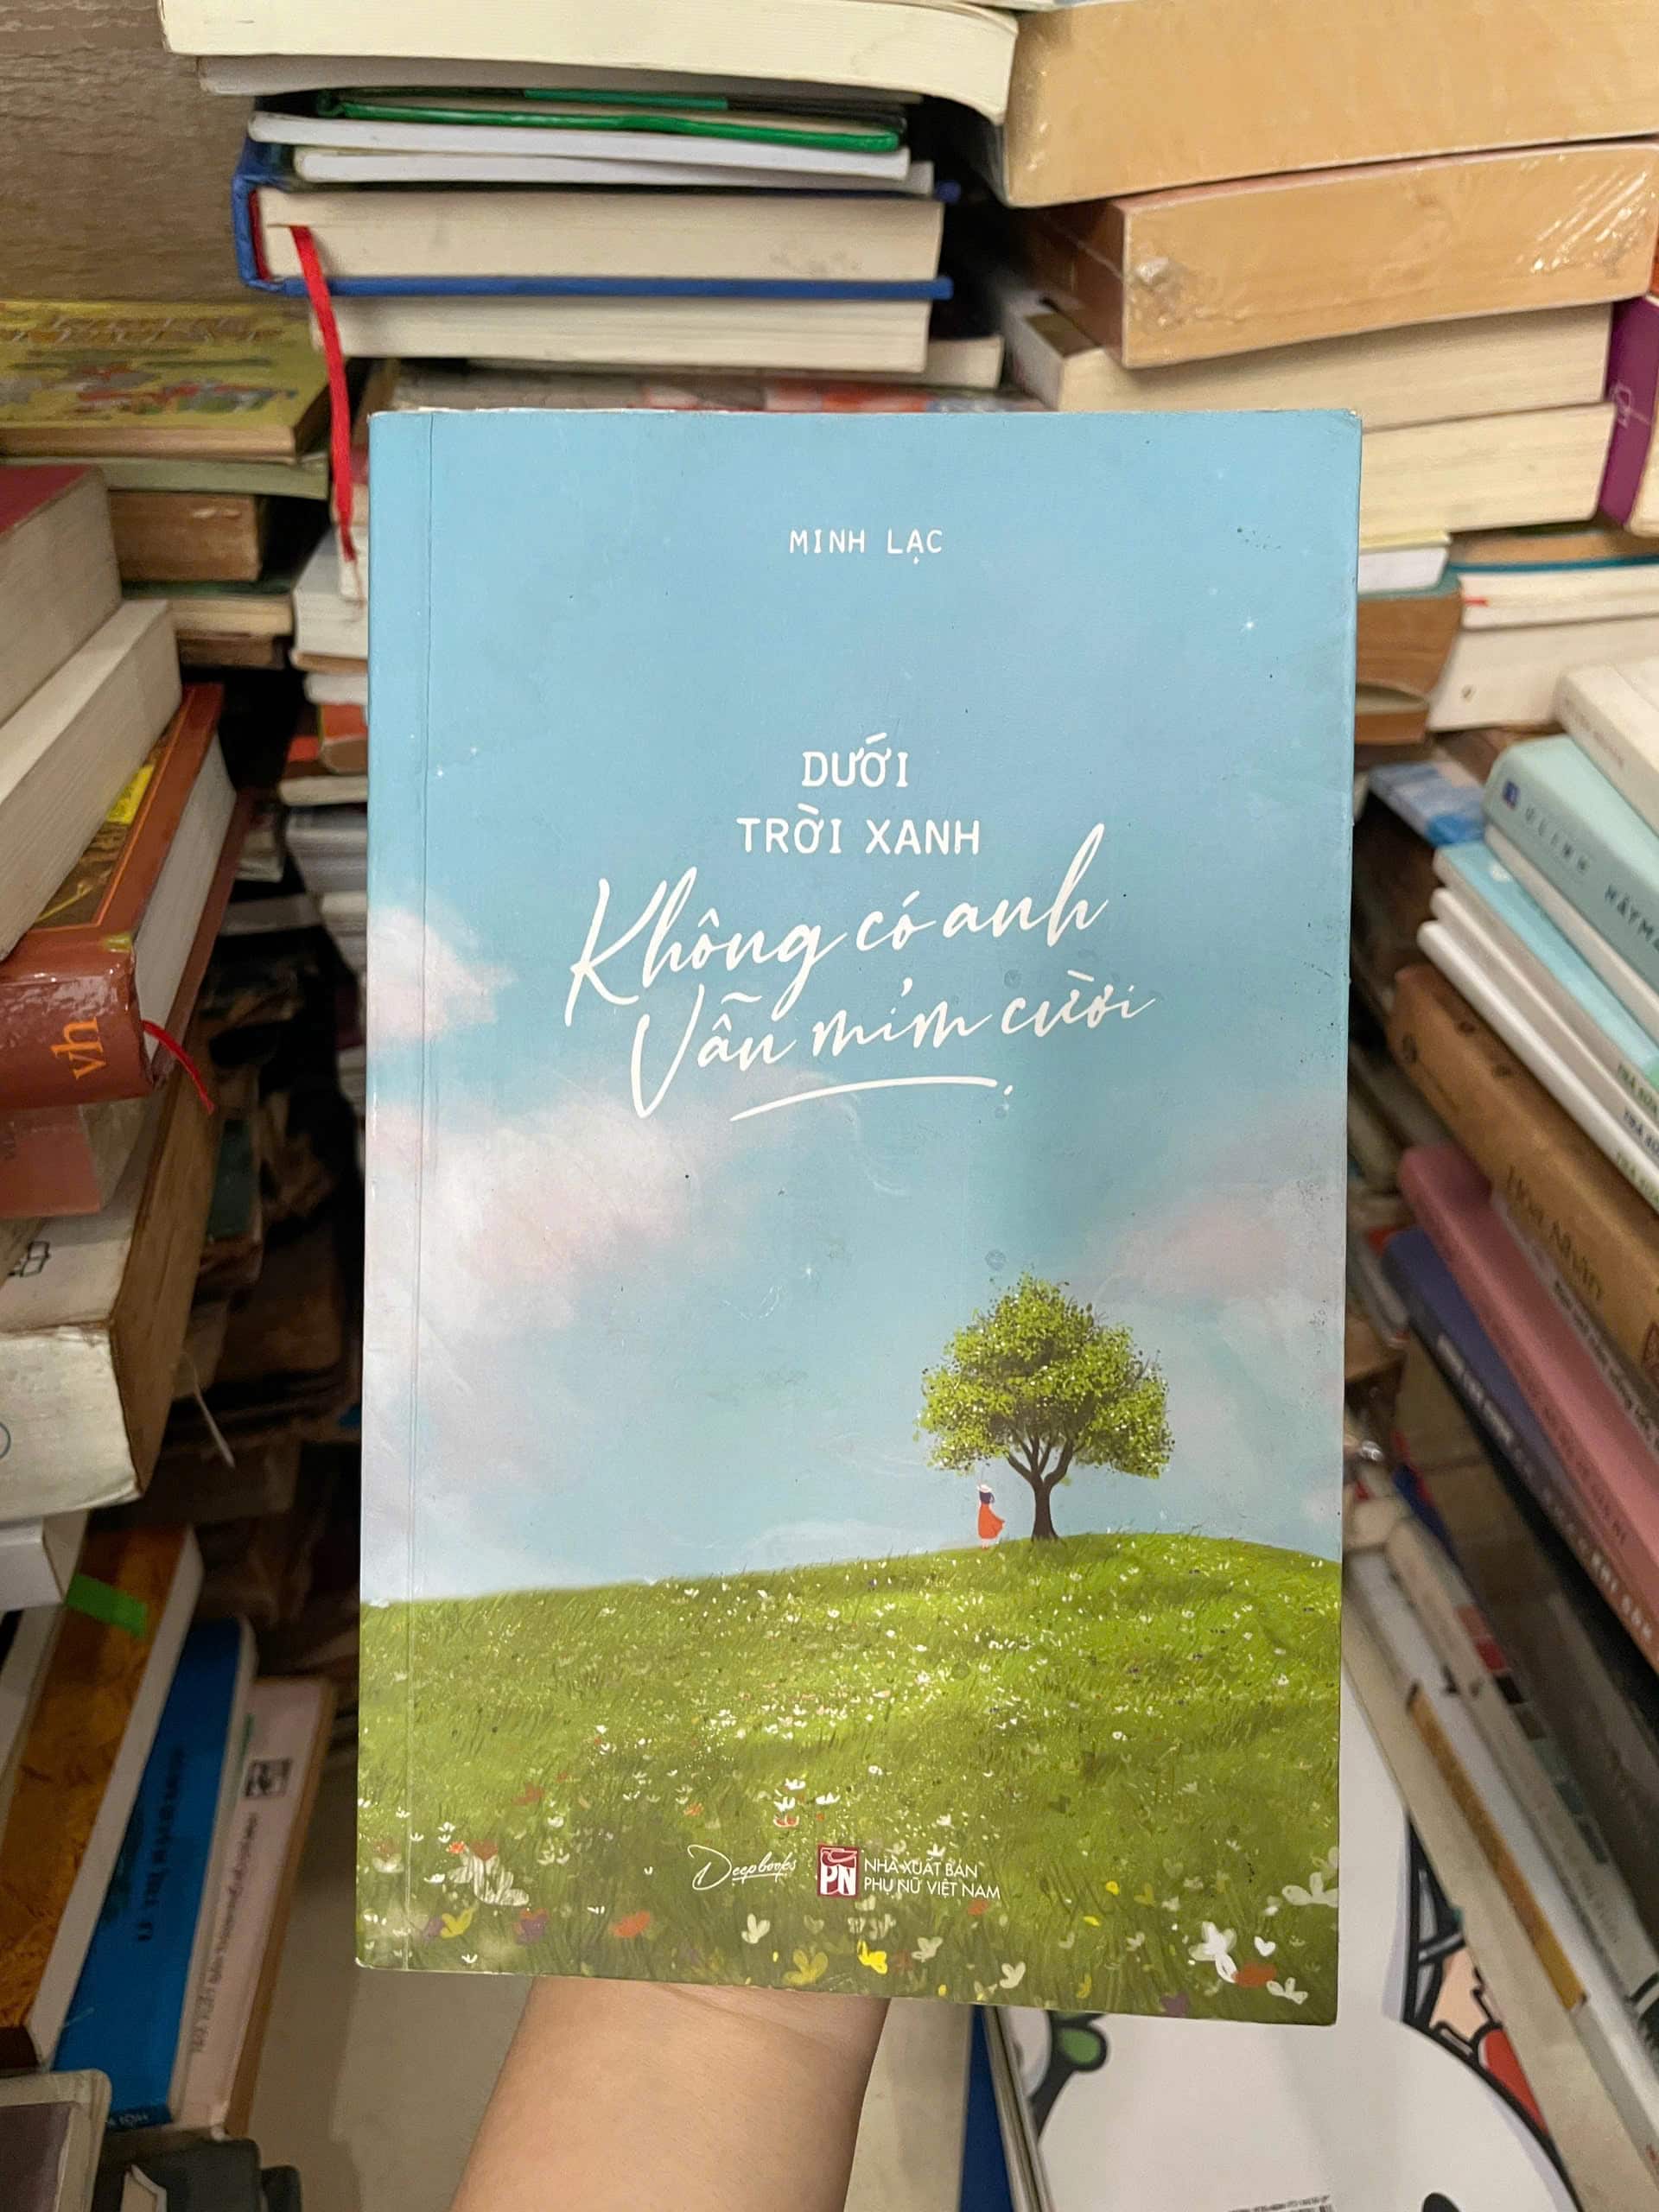 MINH LẠC
DƯỚI
TRỜI XANH
Không có anh
Vẫn mỉm cười
Deepbooks
PN
NHÀ XUẤT BẢN
PHỤ NỮ VIỆT NAM
vh